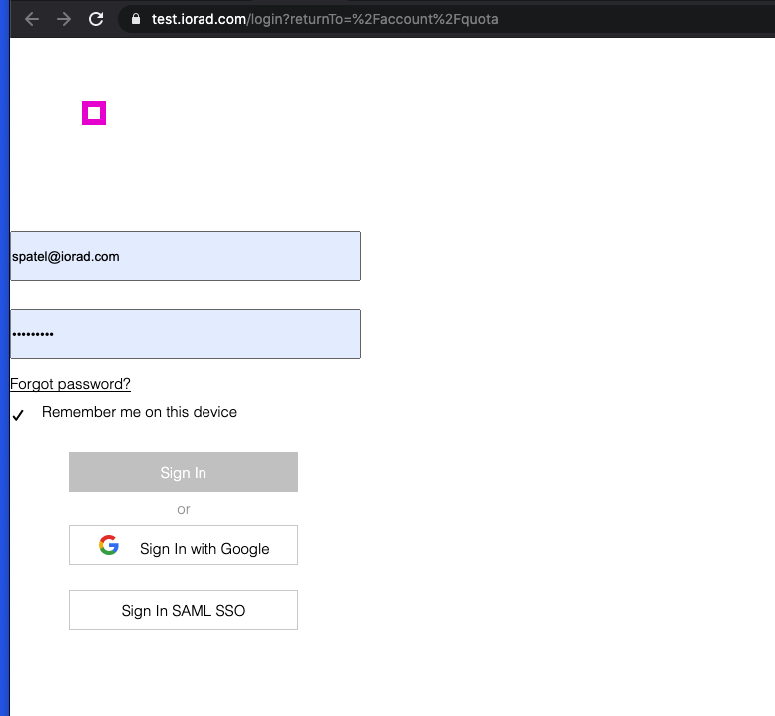 test.iorad.com/login?returnTo=%2Faccount%2Fquota
spatel@iorad.com
•••••••••
Forgot password?
Remember me on this device
Sign In
or
Sign In with Google
Sign In SAML SSO